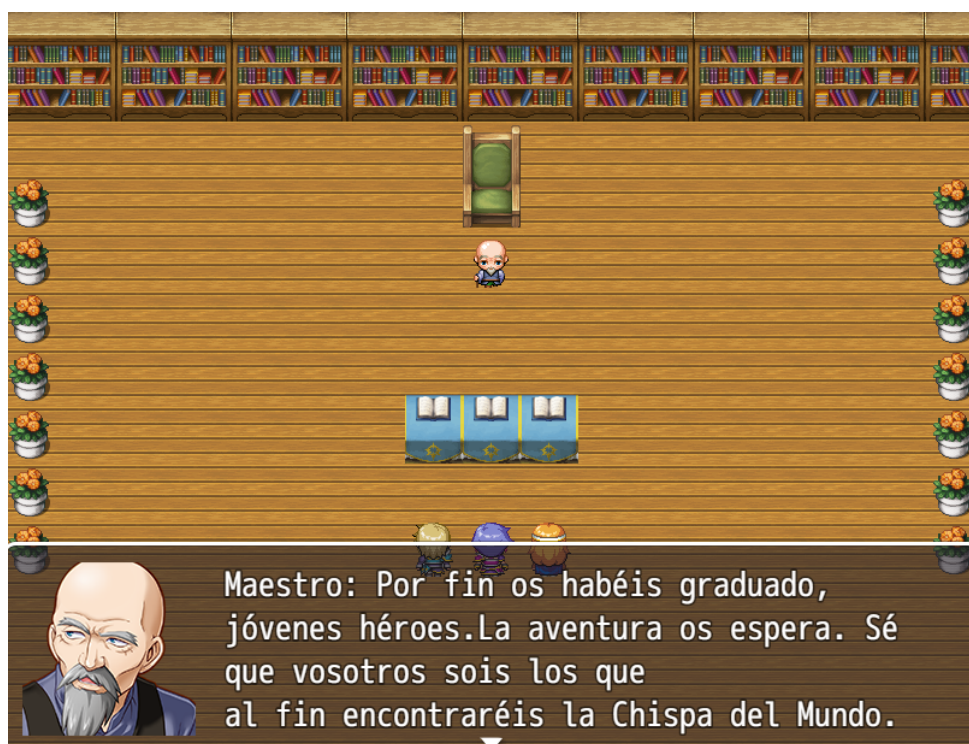 Maestro: Por fin os habéis graduado,
jóvenes héroes.La aventura os espera. Sé
que vosotros sois los que
al fin encontraréis la Chispa del Mundo.